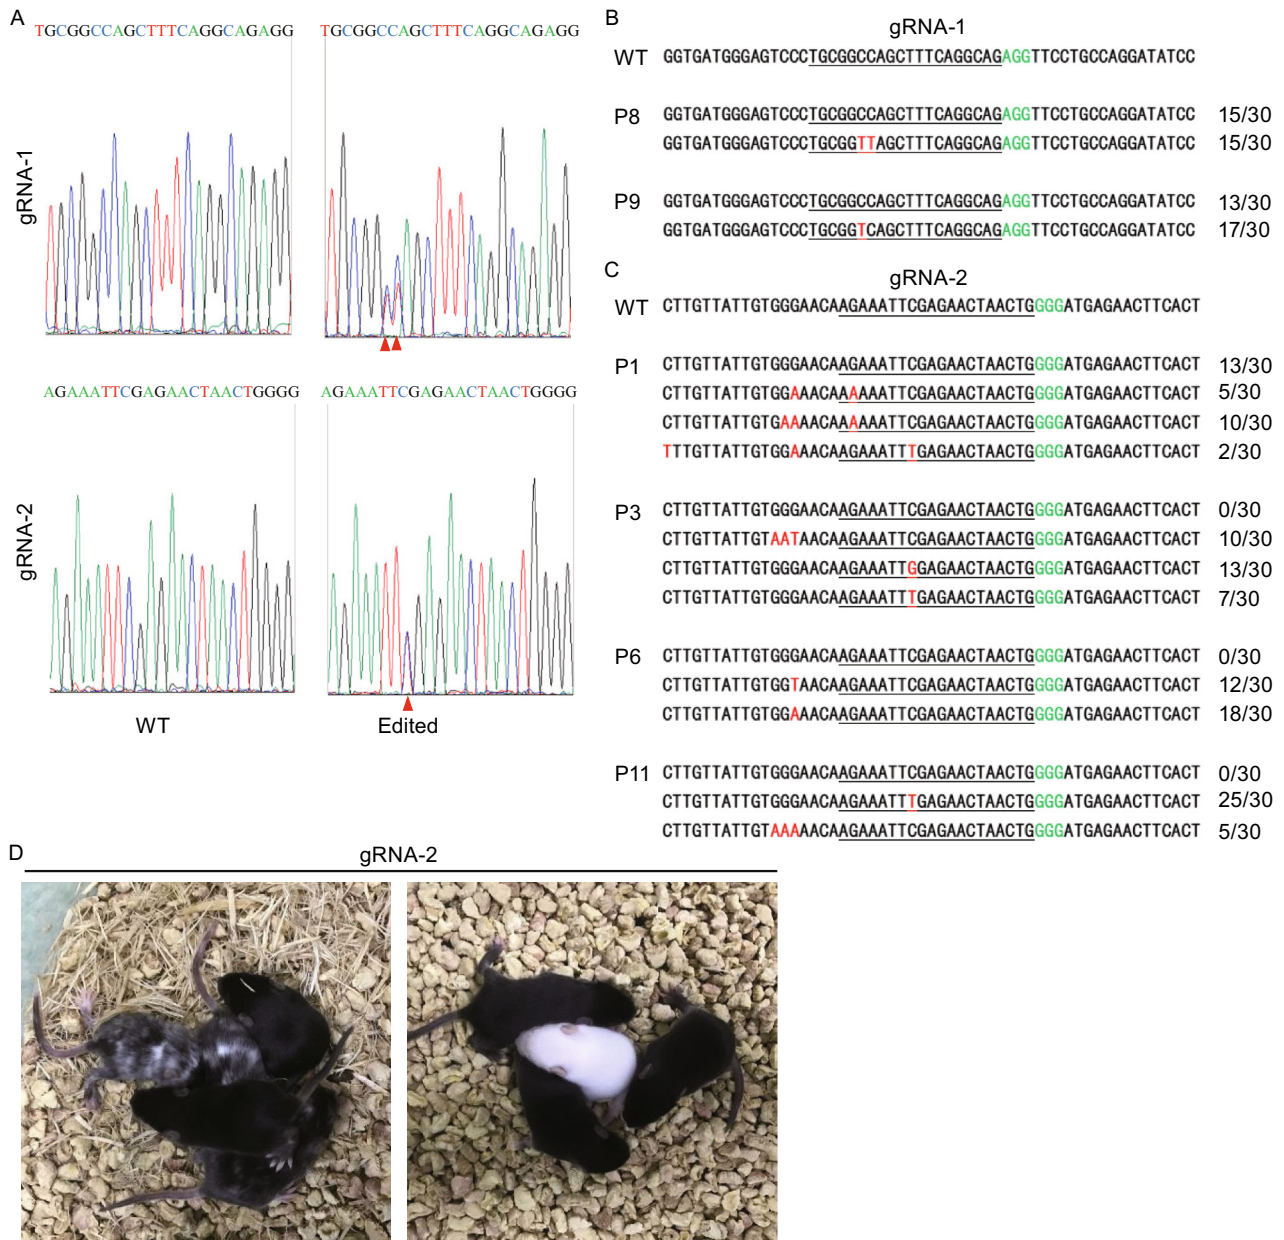 A
TGCGGCCAGCTTTCAGGCAGAGG
TGCGGCCAGCTTTCAGGCAGAGG
gRNA-1
AGAAATTCGAGAACTAACTGGGG
AGAAATTCGAGAACTAACTGGGG
gRNA-2
WT
Edited
B
gRNA-1
WT GGTGATGGGAGTCCCTGCGGCCAGCTTTCAGGCAGAGGTTCCTGCCAGGATATCC
P8 GGTGATGGGAGTCCCTGCGGCCAGCTTTCAGGCAGAGGTTCCTGCCAGGATATCC 15/30
GGTGATGGGAGTCCCTGCGGTTAGCTTTCAGGCAGAGGTTCCTGCCAGGATATCC 15/30
P9 GGTGATGGGAGTCCCTGCGGCCAGCTTTCAGGCAGAGGTTCCTGCCAGGATATCC 13/30
GGTGATGGGAGTCCCTGCGGTCAGCTTTCAGGCAGAGGTTCCTGCCAGGATATCC 17/30
C
gRNA-2
WT CTTGTTATTGTGGGAACAAGAAATTCGAGAACTAACTGGGGATGAGAACTTCACT
P1 CTTGTTATTGTGGGAACAAGAAATTCGAGAACTAACTGGGGATGAGAACTTCACT 13/30
CTTGTTATTGTGGAAACAAAAAATTCGAGAACTAACTGGGGATGAGAACTTCACT 5/30
CTTGTTATTGTGAAAACAAAAAATTCGAGAACTAACTGGGGATGAGAACTTCACT 10/30
TTTGTTATTGTGGAAACAAGAAATTTGAGAACTAACTGGGGATGAGAACTTCACT 2/30
P3 CTTGTTATTGTGGGAACAAGAAATTCGAGAACTAACTGGGGATGAGAACTTCACT 0/30
CTTGTTATTGTAATAACAAGAAATTCGAGAACTAACTGGGGATGAGAACTTCACT 10/30
CTTGTTATTGTGGGAACAAGAAATTGGAGAACTAACTGGGGATGAGAACTTCACT 13/30
CTTGTTATTGTGGGAACAAGAAATTTGAGAACTAACTGGGGATGAGAACTTCACT 7/30
P6 CTTGTTATTGTGGGAACAAGAAATTCGAGAACTAACTGGGGATGAGAACTTCACT 0/30
CTTGTTATTGTGGTAACAAGAAATTCGAGAACTAACTGGGGATGAGAACTTCACT 12/30
CTTGTTATTGTGGAAACAAGAAATTCGAGAACTAACTGGGGATGAGAACTTCACT 18/30
P11 CTTGTTATTGTGGGAACAAGAAATTCGAGAACTAACTGGGGATGAGAACTTCACT 0/30
CTTGTTATTGTGGGAACAAGAAATTTGAGAACTAACTGGGGATGAGAACTTCACT 25/30
CTTGTTATTGTAAAAACAAGAAATTCGAGAACTAACTGGGGATGAGAACTTCACT 5/30
D
gRNA-2